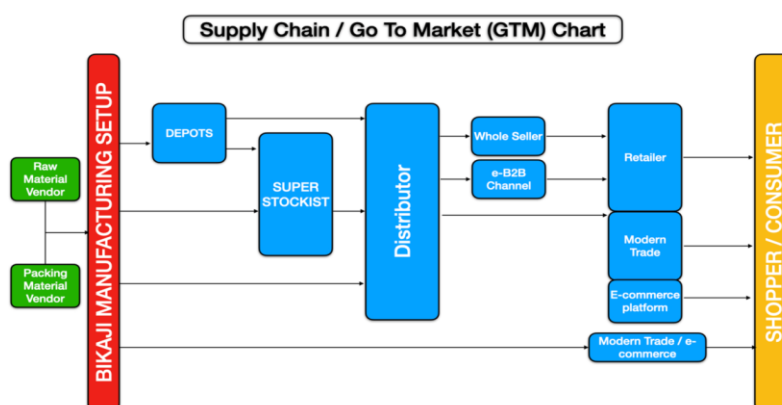 Supply Chain / Go To Market (GTM) Chart
Raw
Material
Vendor
Packing
Material
Vendor
BIKAJI MANUFACTURING SETUP
DEPOTS
SUPER
STOCKIST
Distributor
Whole Seller
e-B2B
Channel
Retailer
Modern
Trade
E-commerce
platform
Modern Trade / e-
commerce
SHOPPER / CONSUMER